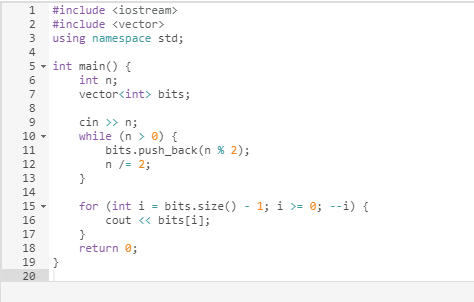 1 #include <iostream>
2 #include <vector>
3 using namespace std;
4
5 int main() {
6     int n;
7     vector<int> bits;
8
9     cin >> n;
10     while (n > 0) {
11         bits.push_back(n % 2);
12         n /= 2;
13     }
14
15     for (int i = bits.size() - 1; i >= 0; --i) {
16         cout << bits[i];
17     }
18     return 0;
19 }
20